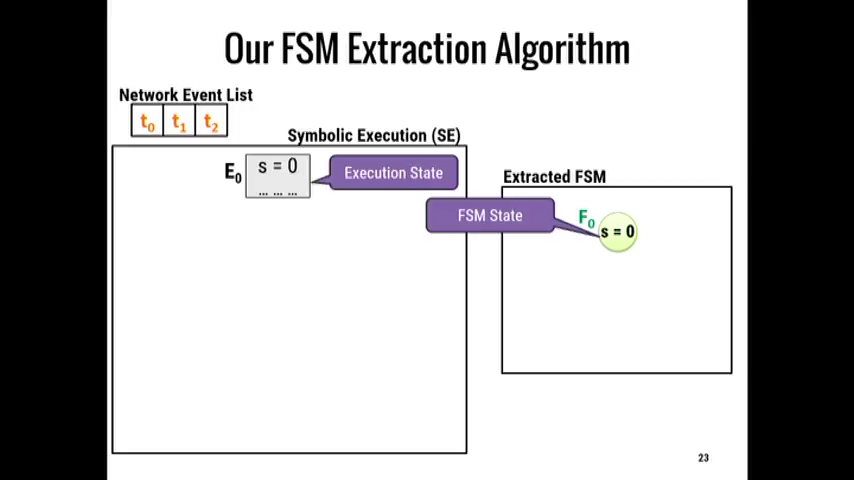 Our FSM Extraction Algorithm
Network Event List
t0 t1 t2
Symbolic Execution (SE)
E0
s = 0
... ... ...
Execution State
Extracted FSM
FSM State
F0
s = 0
23